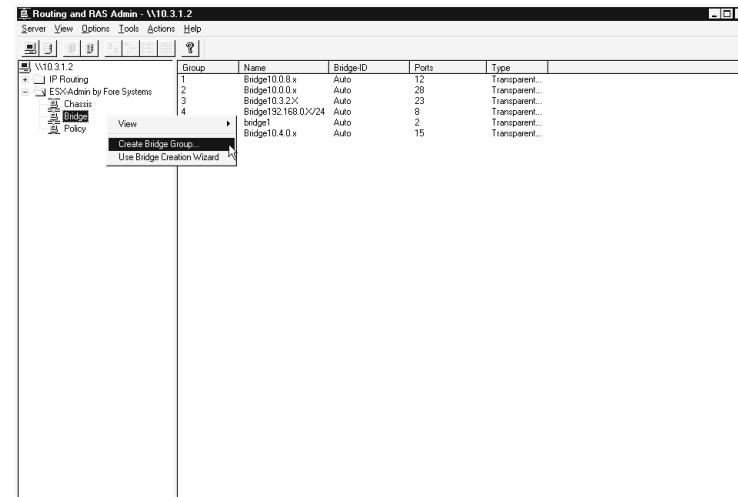 Routing and RAS Admin - \\10.3.1.2
Server View Options Tools Actions Help
\\10.3.1.2
IP Routing
ESX-Admin by Fore Systems
Chassis
Bridge
Policy
View
Create Bridge Group...
Use Bridge Creation Wizard
Group Name Bridge-ID Ports Type
1 Bridge10.0.8.x Auto 12 Transparent...
2 Bridge10.0.0.x Auto 28 Transparent...
3 Bridge10.3.2.X Auto 23 Transparent...
4 Bridge192.168.0.X/24 Auto 8 Transparent...
bridge1 Auto 2 Transparent...
Bridge10.4.0.x Auto 15 Transparent...